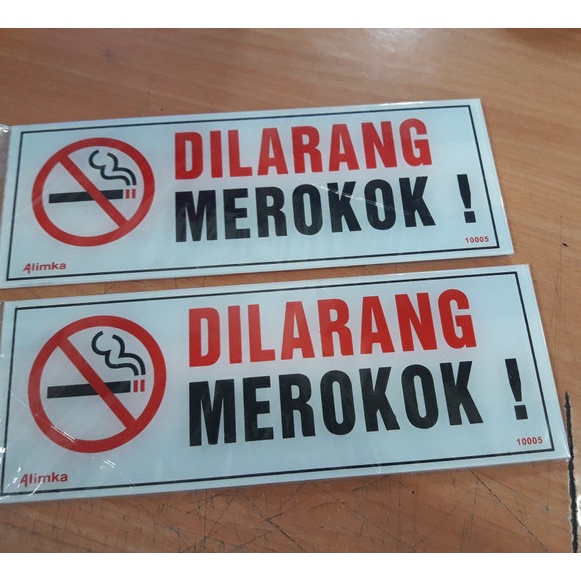 DILARANG
MEROKOK !
Alimka
10005
DILARANG
MEROKOK !
Alimka
10005